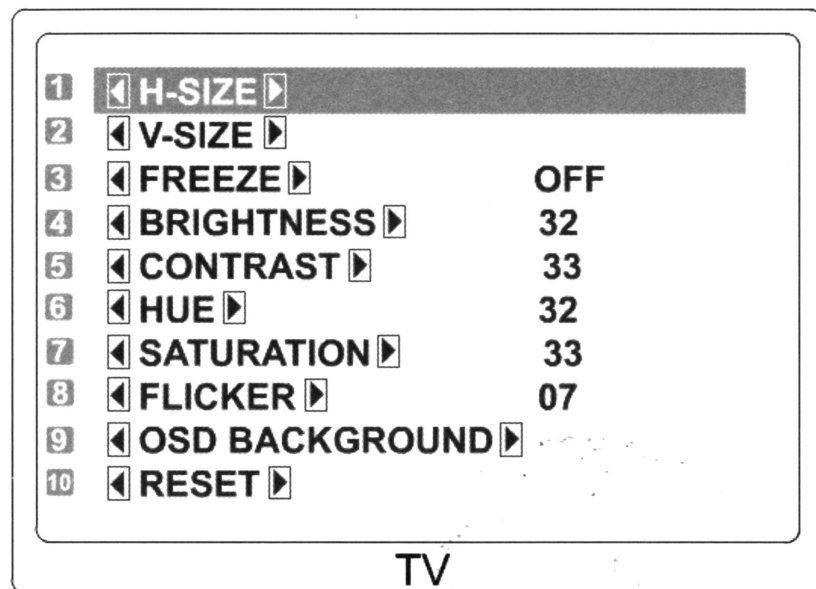 1 H-SIZE
2 V-SIZE
3 FREEZE OFF
4 BRIGHTNESS 32
5 CONTRAST 33
6 HUE 32
7 SATURATION 33
8 FLICKER 07
9 OSD BACKGROUND
10 RESET
TV